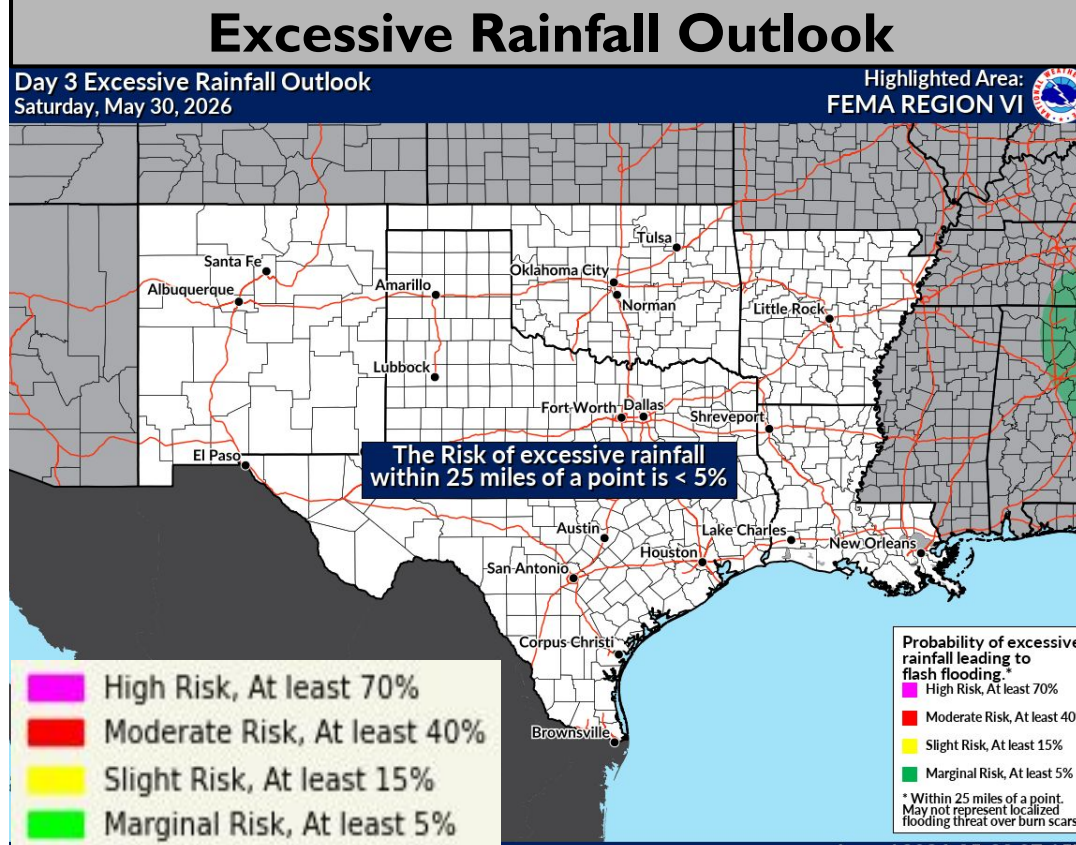 Excessive Rainfall Outlook
Day 3 Excessive Rainfall Outlook
Saturday, May 30, 2026
Highlighted Area:
FEMA REGION VI
Tulsa
Santa Fe
Oklahoma City
Albuquerque
Amarillo
Norman
Little Rock
Lubbock
Fort Worth
Dallas
Shreveport
El Paso
The Risk of excessive rainfall
within 25 miles of a point is < 5%
Austin
Lake Charles
New Orleans
Houston
San Antonio
Corpus Christi
Brownsville
High Risk, At least 70%
Moderate Risk, At least 40%
Slight Risk, At least 15%
Marginal Risk, At least 5%
Probability of excessive
rainfall leading to
flash flooding.*
High Risk, At least 70%
Moderate Risk, At least 40
Slight Risk, At least 15%
Marginal Risk, At least 5%
* Within 25 miles of a point.
May not represent localized
flooding threat over burn scars